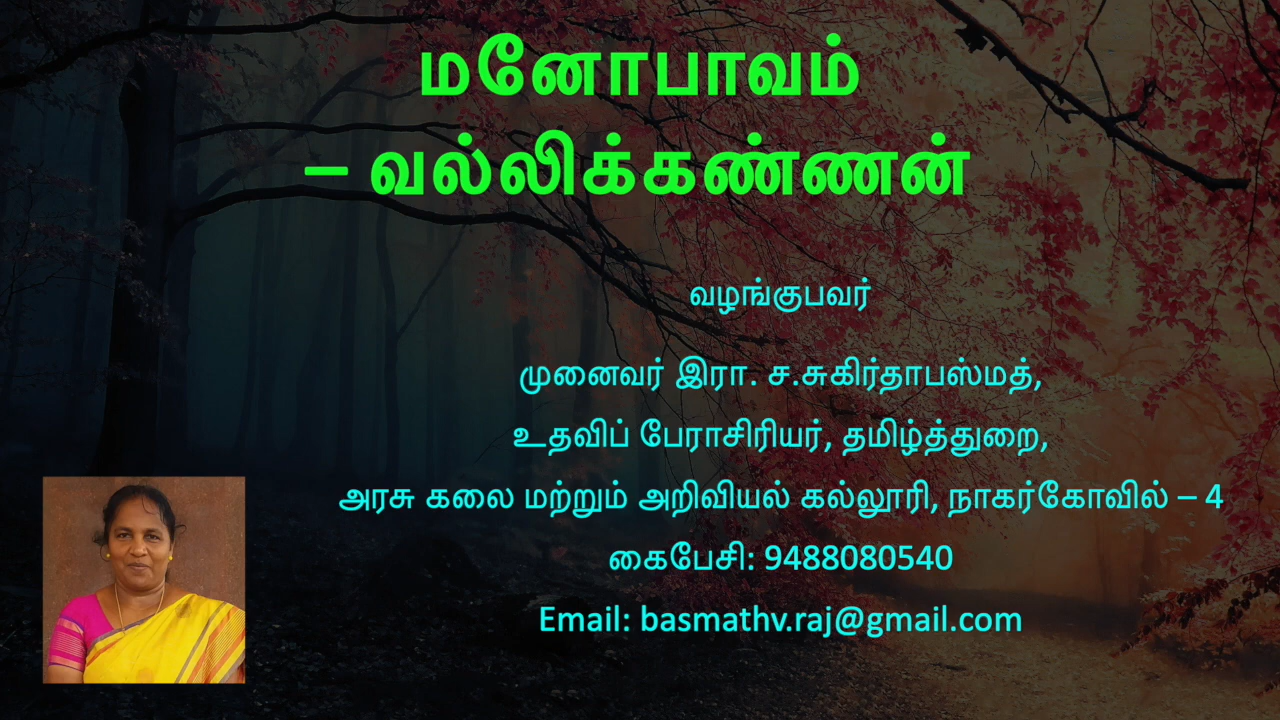 மனோபாவம்
– வல்லிக்கண்ணன்
வழங்குபவர்
முனைவர் இரா. ச.சுகிர்தாபஸ்மத்,
உதவிப் பேராசிரியர், தமிழ்த்துறை,
அரசு கலை மற்றும் அறிவியல் கல்லூரி, நாகர்கோவில் – 4
கைபேசி: 9488080540
Email: basmathv.raj@gmail.com